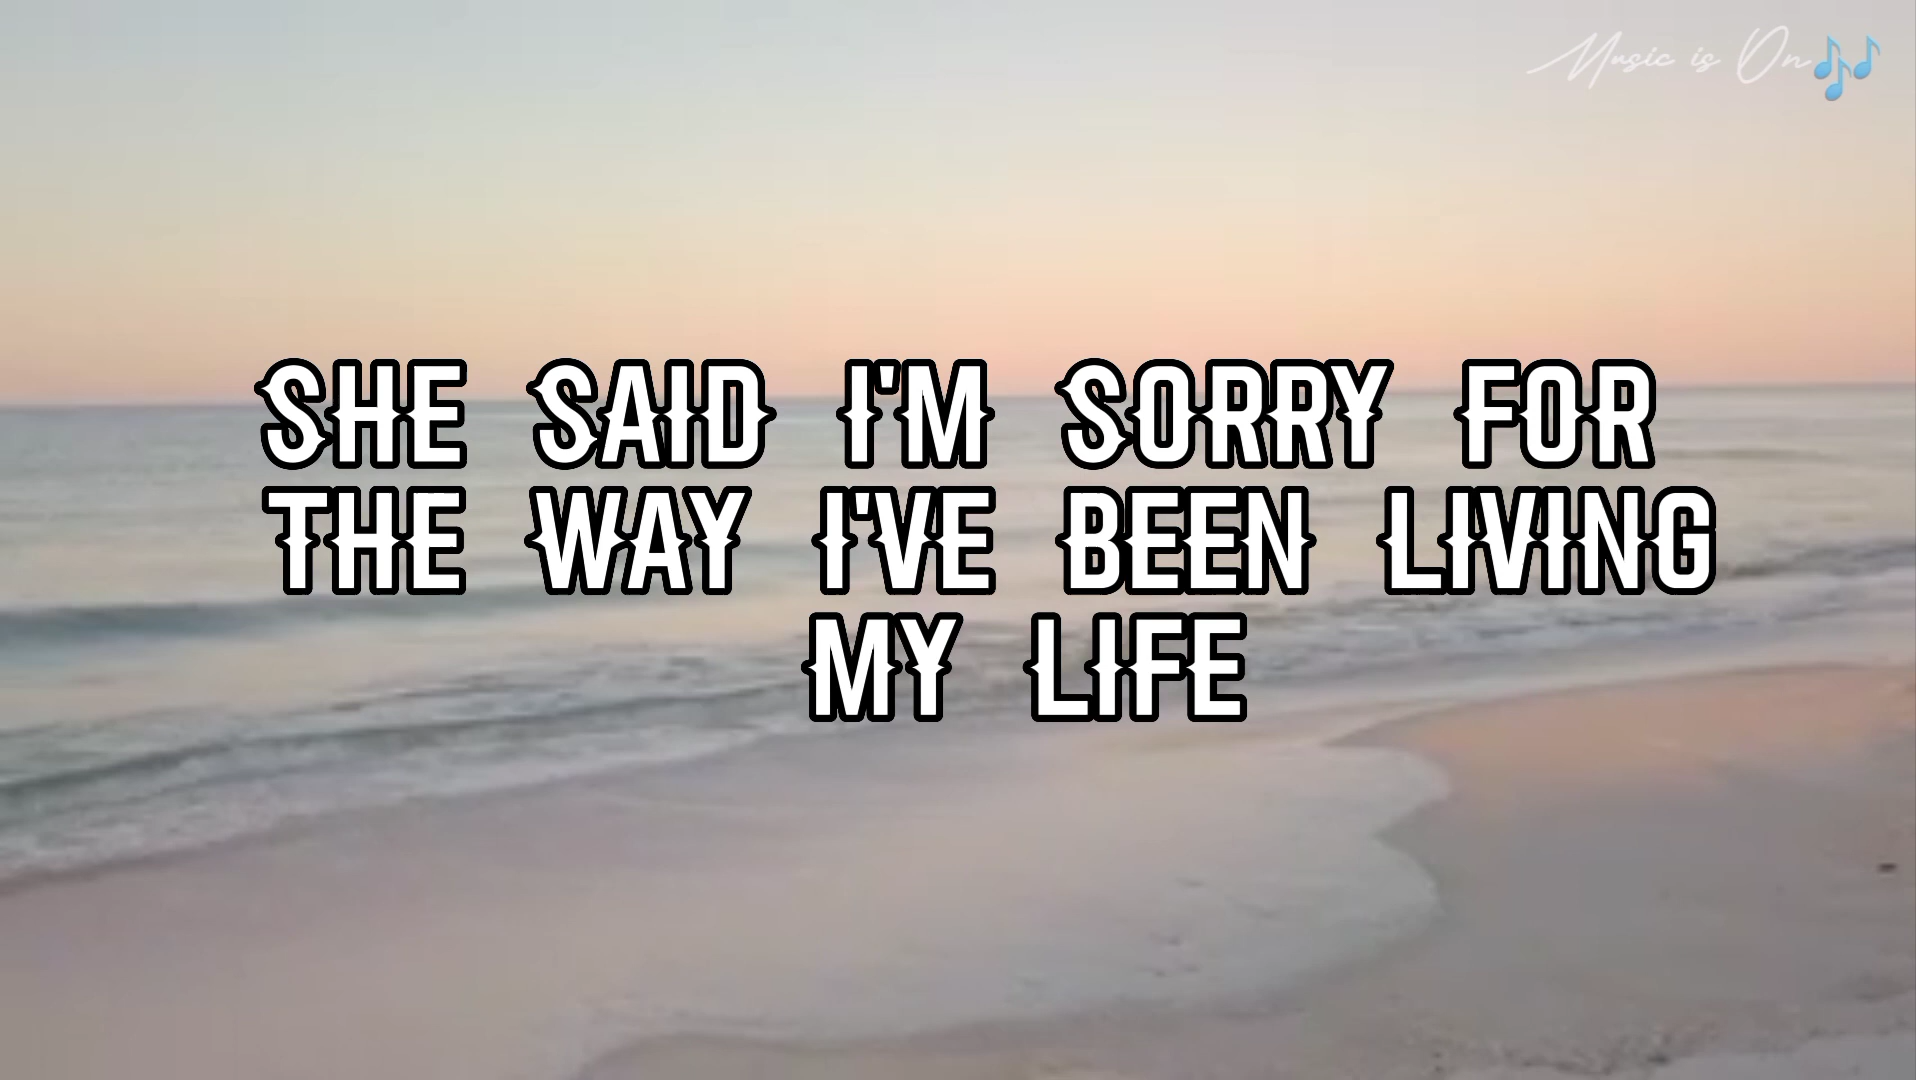 Music is On
SHE SAID I'M SORRY FOR
THE WAY I'VE BEEN LIVING
MY LIFE